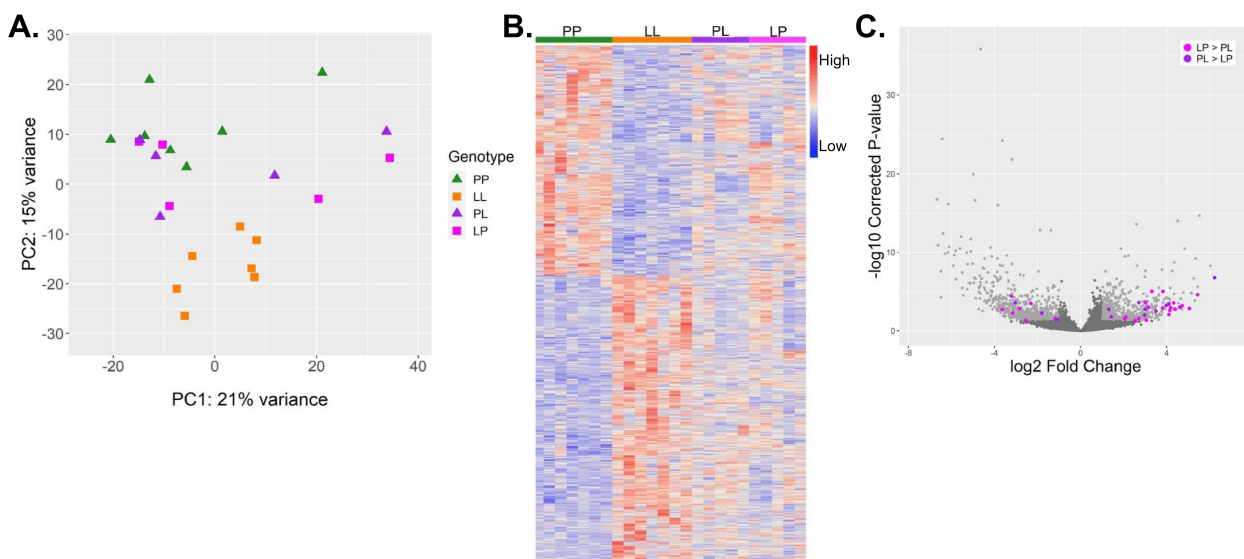 A.
30
20
10
0
-10
-20
-30
PC2: 15% variance
-20
0
20
40
PC1: 21% variance
Genotype
PP
LL
PL
LP
B.
PP
LL
PL
LP
High
Low
C.
LP > PL
PL > LP
30
20
10
0
-log10 Corrected P-value
-8
-4
0
4
log2 Fold Change